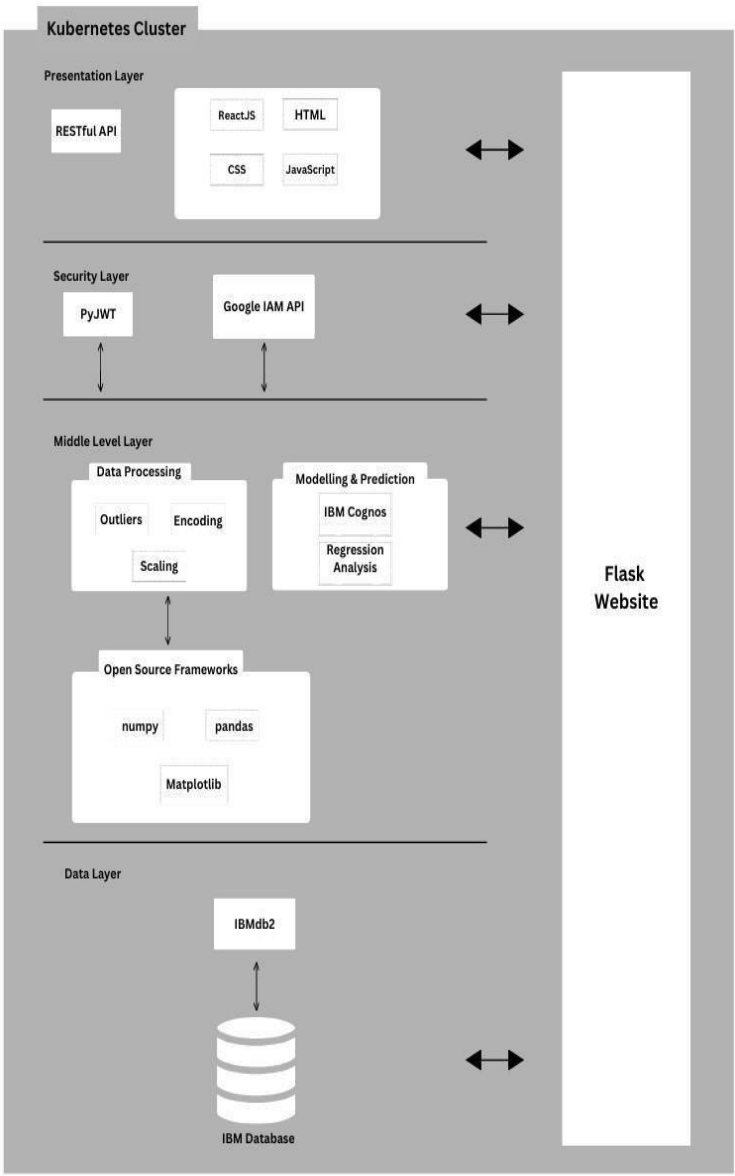 Kubernetes Cluster
Presentation Layer
RESTful API
ReactJS
HTML
CSS
JavaScript
Security Layer
PyJWT
Google IAM API
Middle Level Layer
Data Processing
Outliers
Encoding
Scaling
Modelling & Prediction
IBM Cognos
Regression
Analysis
Open Source Frameworks
numpy
pandas
Matplotlib
Data Layer
IBMdb2
IBM Database
Flask
Website